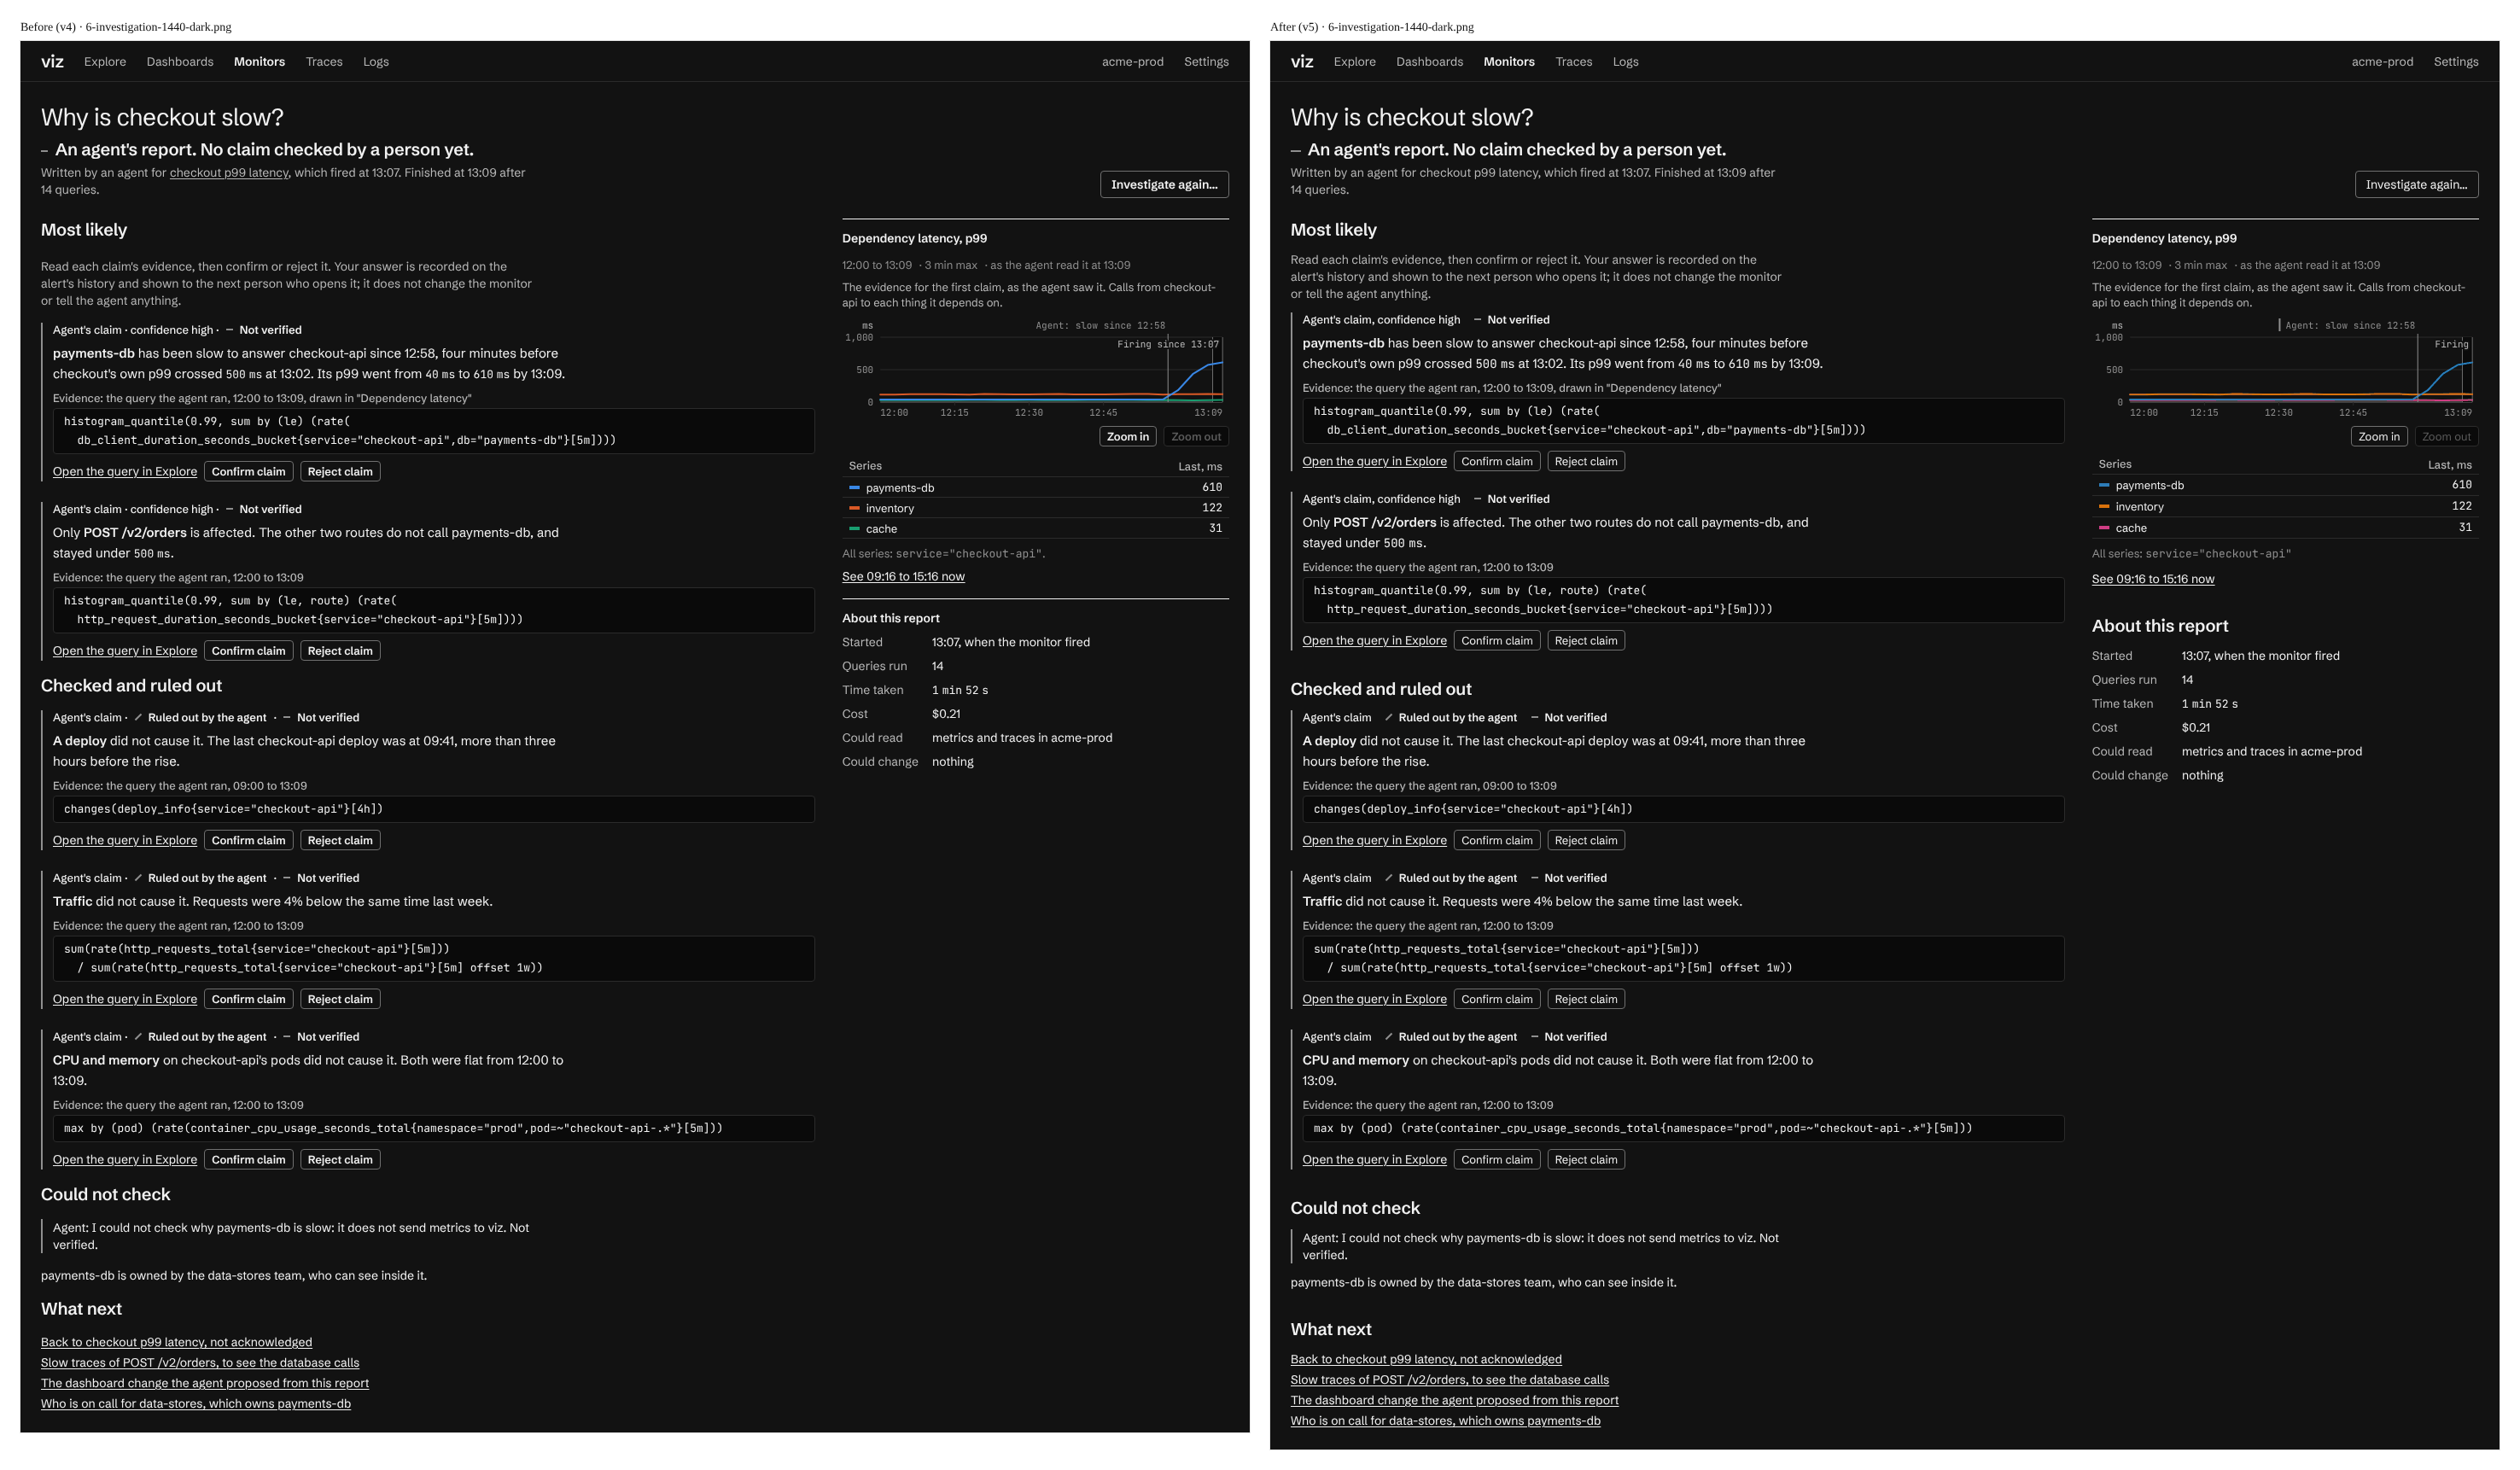 Before (v4) · 6-investigation-1440-dark.png
viz Explore Dashboards Monitors Traces Logs acme-prod Settings
Why is checkout slow?
– An agent's report. No claim checked by a person yet.
Written by an agent for checkout p99 latency, which fired at 13:07. Finished at 13:09 after
14 queries.
Investigate again...
Most likely
Read each claim's evidence, then confirm or reject it. Your answer is recorded on the
alert's history and shown to the next person who opens it; it does not change the monitor
or tell the agent anything.
Agent's claim · confidence high · – Not verified
payments-db has been slow to answer checkout-api since 12:58, four minutes before
checkout's own p99 crossed 500 ms at 13:02. Its p99 went from 40 ms to 610 ms by 13:09.
Evidence: the query the agent ran, 12:00 to 13:09, drawn in "Dependency latency"
histogram_quantile(0.99, sum by (le) (rate(
db_client_duration_seconds_bucket{service="checkout-api",db="payments-db"}[5m])))
Open the query in Explore Confirm claim Reject claim
Agent's claim · confidence high · – Not verified
Only POST /v2/orders is affected. The other two routes do not call payments-db, and
stayed under 500 ms.
Evidence: the query the agent ran, 12:00 to 13:09
histogram_quantile(0.99, sum by (le, route) (rate(
http_request_duration_seconds_bucket{service="checkout-api"}[5m])))
Open the query in Explore Confirm claim Reject claim
Checked and ruled out
Agent's claim · Ruled out by the agent · – Not verified
A deploy did not cause it. The last checkout-api deploy was at 09:41, more than three
hours before the rise.
Evidence: the query the agent ran, 09:00 to 13:09
changes(deploy_info{service="checkout-api"}[4h])
Open the query in Explore Confirm claim Reject claim
Agent's claim · Ruled out by the agent · – Not verified
Traffic did not cause it. Requests were 4% below the same time last week.
Evidence: the query the agent ran, 12:00 to 13:09
sum(rate(http_requests_total{service="checkout-api"}[5m]))
/ sum(rate(http_requests_total{service="checkout-api"}[5m] offset 1w))
Open the query in Explore Confirm claim Reject claim
Agent's claim · Ruled out by the agent · – Not verified
CPU and memory on checkout-api's pods did not cause it. Both were flat from 12:00 to
13:09.
Evidence: the query the agent ran, 12:00 to 13:09
max by (pod) (rate(container_cpu_usage_seconds_total{namespace="prod",pod=~"checkout-api-.*"}[5m]))
Open the query in Explore Confirm claim Reject claim
Could not check
Agent: I could not check why payments-db is slow: it does not send metrics to viz. Not
verified.
payments-db is owned by the data-stores team, who can see inside it.
What next
Back to checkout p99 latency, not acknowledged
Slow traces of POST /v2/orders, to see the database calls
The dashboard change the agent proposed from this report
Who is on call for data-stores, which owns payments-db
Dependency latency, p99
12:00 to 13:09 · 3 min max · as the agent read it at 13:09
The evidence for the first claim, as the agent saw it. Calls from checkout-
api to each thing it depends on.
ms Agent: slow since 12:58
1,000 Firing since 13:07
500
0
12:00 12:15 12:30 12:45 13:09
Zoom in Zoom out
Series Last, ms
payments-db 610
inventory 122
cache 31
All series: service="checkout-api".
See 09:16 to 15:16 now
About this report
Started 13:07, when the monitor fired
Queries run 14
Time taken 1 min 52 s
Cost $0.21
Could read metrics and traces in acme-prod
Could change nothing
After (v5) · 6-investigation-1440-dark.png
viz Explore Dashboards Monitors Traces Logs acme-prod Settings
Why is checkout slow?
– An agent's report. No claim checked by a person yet.
Written by an agent for checkout p99 latency, which fired at 13:07. Finished at 13:09 after
14 queries.
Investigate again...
Most likely
Read each claim's evidence, then confirm or reject it. Your answer is recorded on the
alert's history and shown to the next person who opens it; it does not change the monitor
or tell the agent anything.
Agent's claim, confidence high – Not verified
payments-db has been slow to answer checkout-api since 12:58, four minutes before
checkout's own p99 crossed 500 ms at 13:02. Its p99 went from 40 ms to 610 ms by 13:09.
Evidence: the query the agent ran, 12:00 to 13:09, drawn in "Dependency latency"
histogram_quantile(0.99, sum by (le) (rate(
db_client_duration_seconds_bucket{service="checkout-api",db="payments-db"}[5m])))
Open the query in Explore Confirm claim Reject claim
Agent's claim, confidence high – Not verified
Only POST /v2/orders is affected. The other two routes do not call payments-db, and
stayed under 500 ms.
Evidence: the query the agent ran, 12:00 to 13:09
histogram_quantile(0.99, sum by (le, route) (rate(
http_request_duration_seconds_bucket{service="checkout-api"}[5m])))
Open the query in Explore Confirm claim Reject claim
Checked and ruled out
Agent's claim Ruled out by the agent – Not verified
A deploy did not cause it. The last checkout-api deploy was at 09:41, more than three
hours before the rise.
Evidence: the query the agent ran, 09:00 to 13:09
changes(deploy_info{service="checkout-api"}[4h])
Open the query in Explore Confirm claim Reject claim
Agent's claim Ruled out by the agent – Not verified
Traffic did not cause it. Requests were 4% below the same time last week.
Evidence: the query the agent ran, 12:00 to 13:09
sum(rate(http_requests_total{service="checkout-api"}[5m]))
/ sum(rate(http_requests_total{service="checkout-api"}[5m] offset 1w))
Open the query in Explore Confirm claim Reject claim
Agent's claim Ruled out by the agent – Not verified
CPU and memory on checkout-api's pods did not cause it. Both were flat from 12:00 to
13:09.
Evidence: the query the agent ran, 12:00 to 13:09
max by (pod) (rate(container_cpu_usage_seconds_total{namespace="prod",pod=~"checkout-api-.*"}[5m]))
Open the query in Explore Confirm claim Reject claim
Could not check
Agent: I could not check why payments-db is slow: it does not send metrics to viz. Not
verified.
payments-db is owned by the data-stores team, who can see inside it.
What next
Back to checkout p99 latency, not acknowledged
Slow traces of POST /v2/orders, to see the database calls
The dashboard change the agent proposed from this report
Who is on call for data-stores, which owns payments-db
Dependency latency, p99
12:00 to 13:09 · 3 min max · as the agent read it at 13:09
The evidence for the first claim, as the agent saw it. Calls from checkout-
api to each thing it depends on.
ms Agent: slow since 12:58
1,000 Firing
500
0
12:00 12:15 12:30 12:45 13:09
Zoom in Zoom out
Series Last, ms
payments-db 610
inventory 122
cache 31
All series: service="checkout-api"
See 09:16 to 15:16 now
About this report
Started 13:07, when the monitor fired
Queries run 14
Time taken 1 min 52 s
Cost $0.21
Could read metrics and traces in acme-prod
Could change nothing